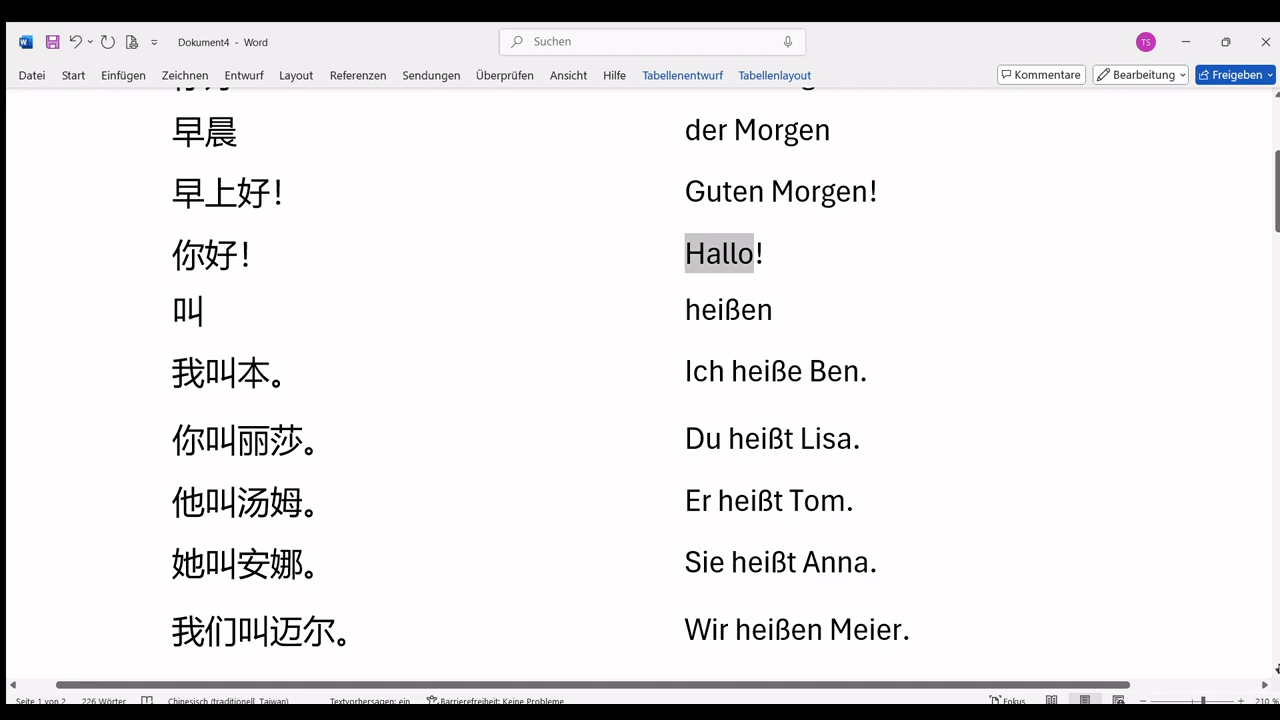 Dokument4 - Word
Suchen
TS
Datei Start Einfügen Zeichnen Entwurf Layout Referenzen Sendungen Überprüfen Ansicht Hilfe Tabellenentwurf Tabellenlayout Kommentare Bearbeitung Freigeben
早晨 der Morgen
早上好！ Guten Morgen!
你好！ Hallo!
叫 heißen
我叫本。 Ich heiße Ben.
你叫丽莎。 Du heißt Lisa.
他叫汤姆。 Er heißt Tom.
她叫安娜。 Sie heißt Anna.
我们叫迈尔。 Wir heißen Meier.
Seite 1 von 2 226 Wörter Chinesisch (traditionell, Taiwan) Textvorhersagen: ein Barrierefreiheit: Keine Probleme Fokus 210 %